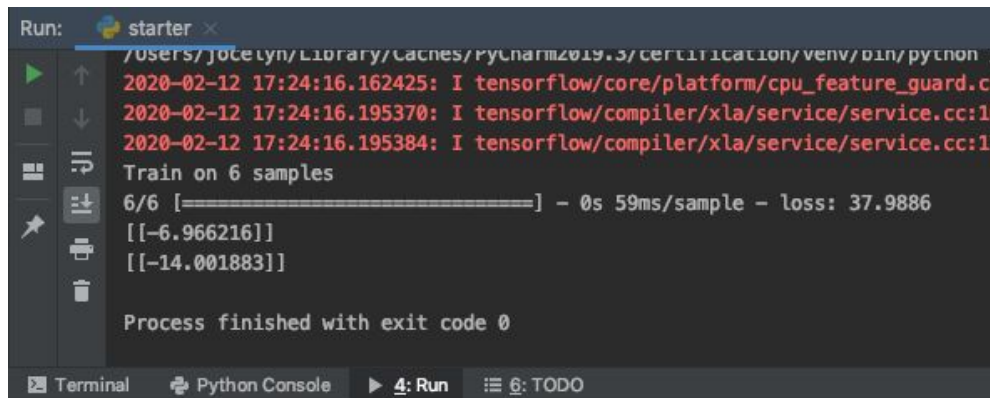 Run: starter ×
/Users/jocelyn/Library/Caches/PyCharm2019.3/certification/venv/bin/python
2020-02-12 17:24:16.162425: I tensorflow/core/platform/cpu_feature_guard.c
2020-02-12 17:24:16.195370: I tensorflow/compiler/xla/service/service.cc:1
2020-02-12 17:24:16.195384: I tensorflow/compiler/xla/service/service.cc:1
Train on 6 samples
6/6 [==============================] - 0s 59ms/sample - loss: 37.9886
[[-6.966216]]
[[-14.001883]]
Process finished with exit code 0
Terminal Python Console 4: Run 6: TODO